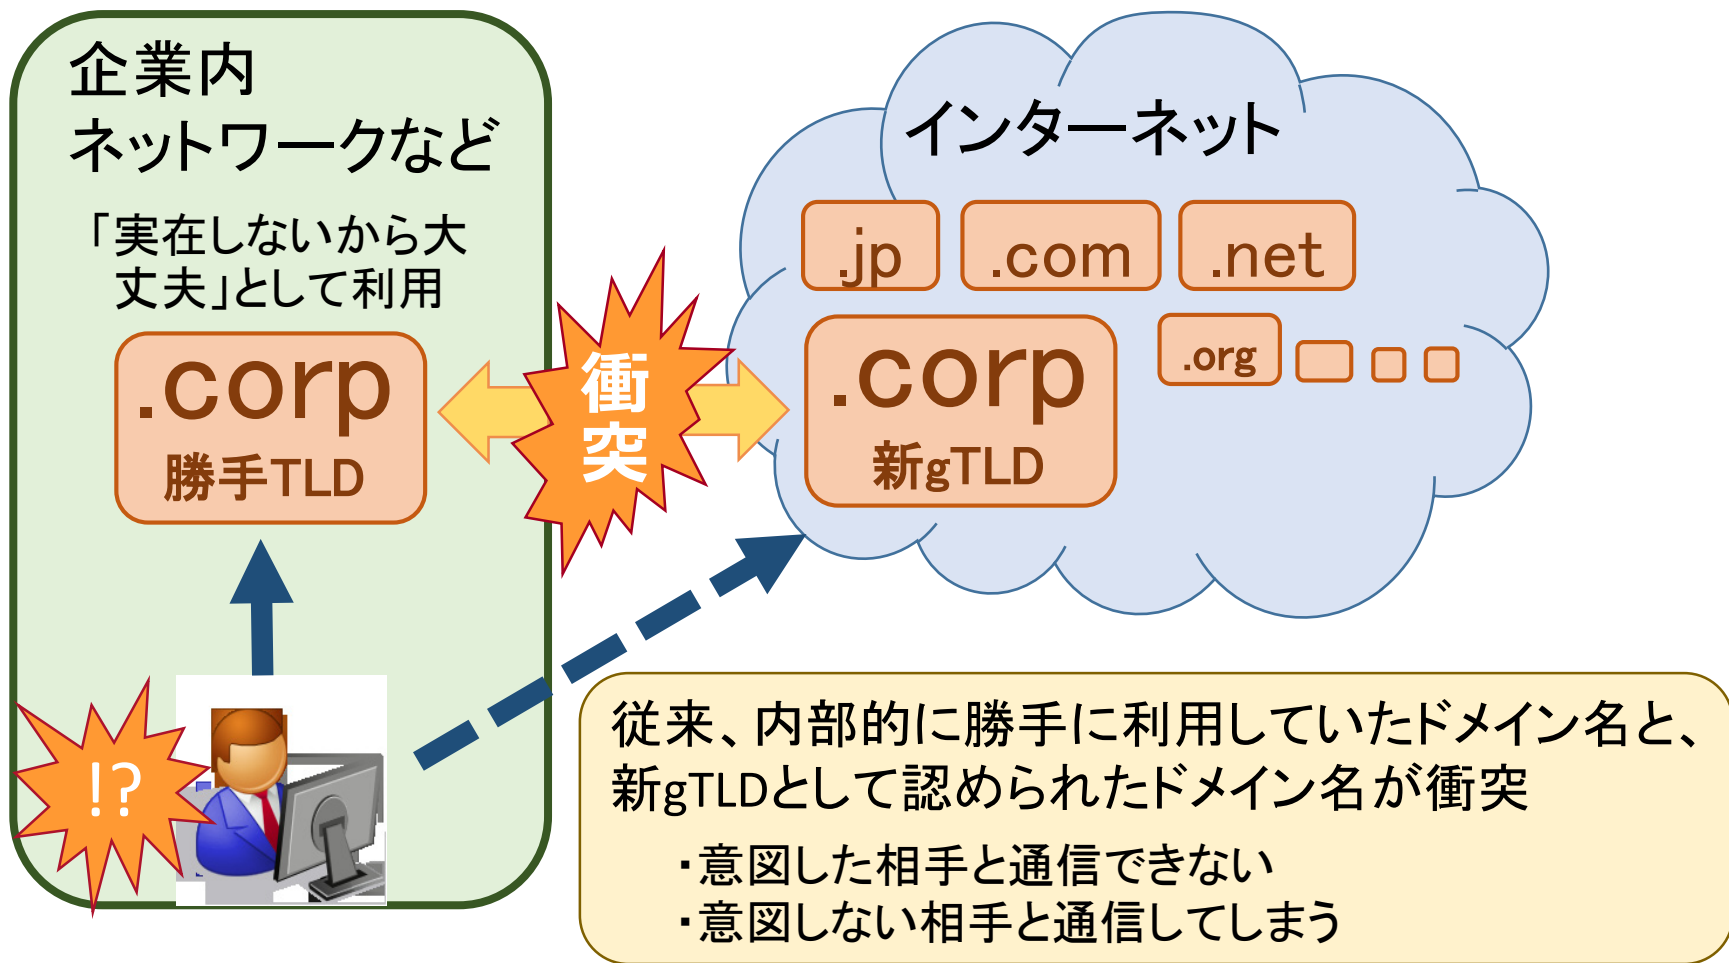 企業内
ネットワークなど
「実在しないから大
丈夫」として利用
.corp
勝手TLD
衝
突
インターネット
.jp
.com
.net
.corp
新gTLD
.org
!?
従来、内部的に勝手に利用していたドメイン名と、
新gTLDとして認められたドメイン名が衝突
・意図した相手と通信できない
・意図しない相手と通信してしまう